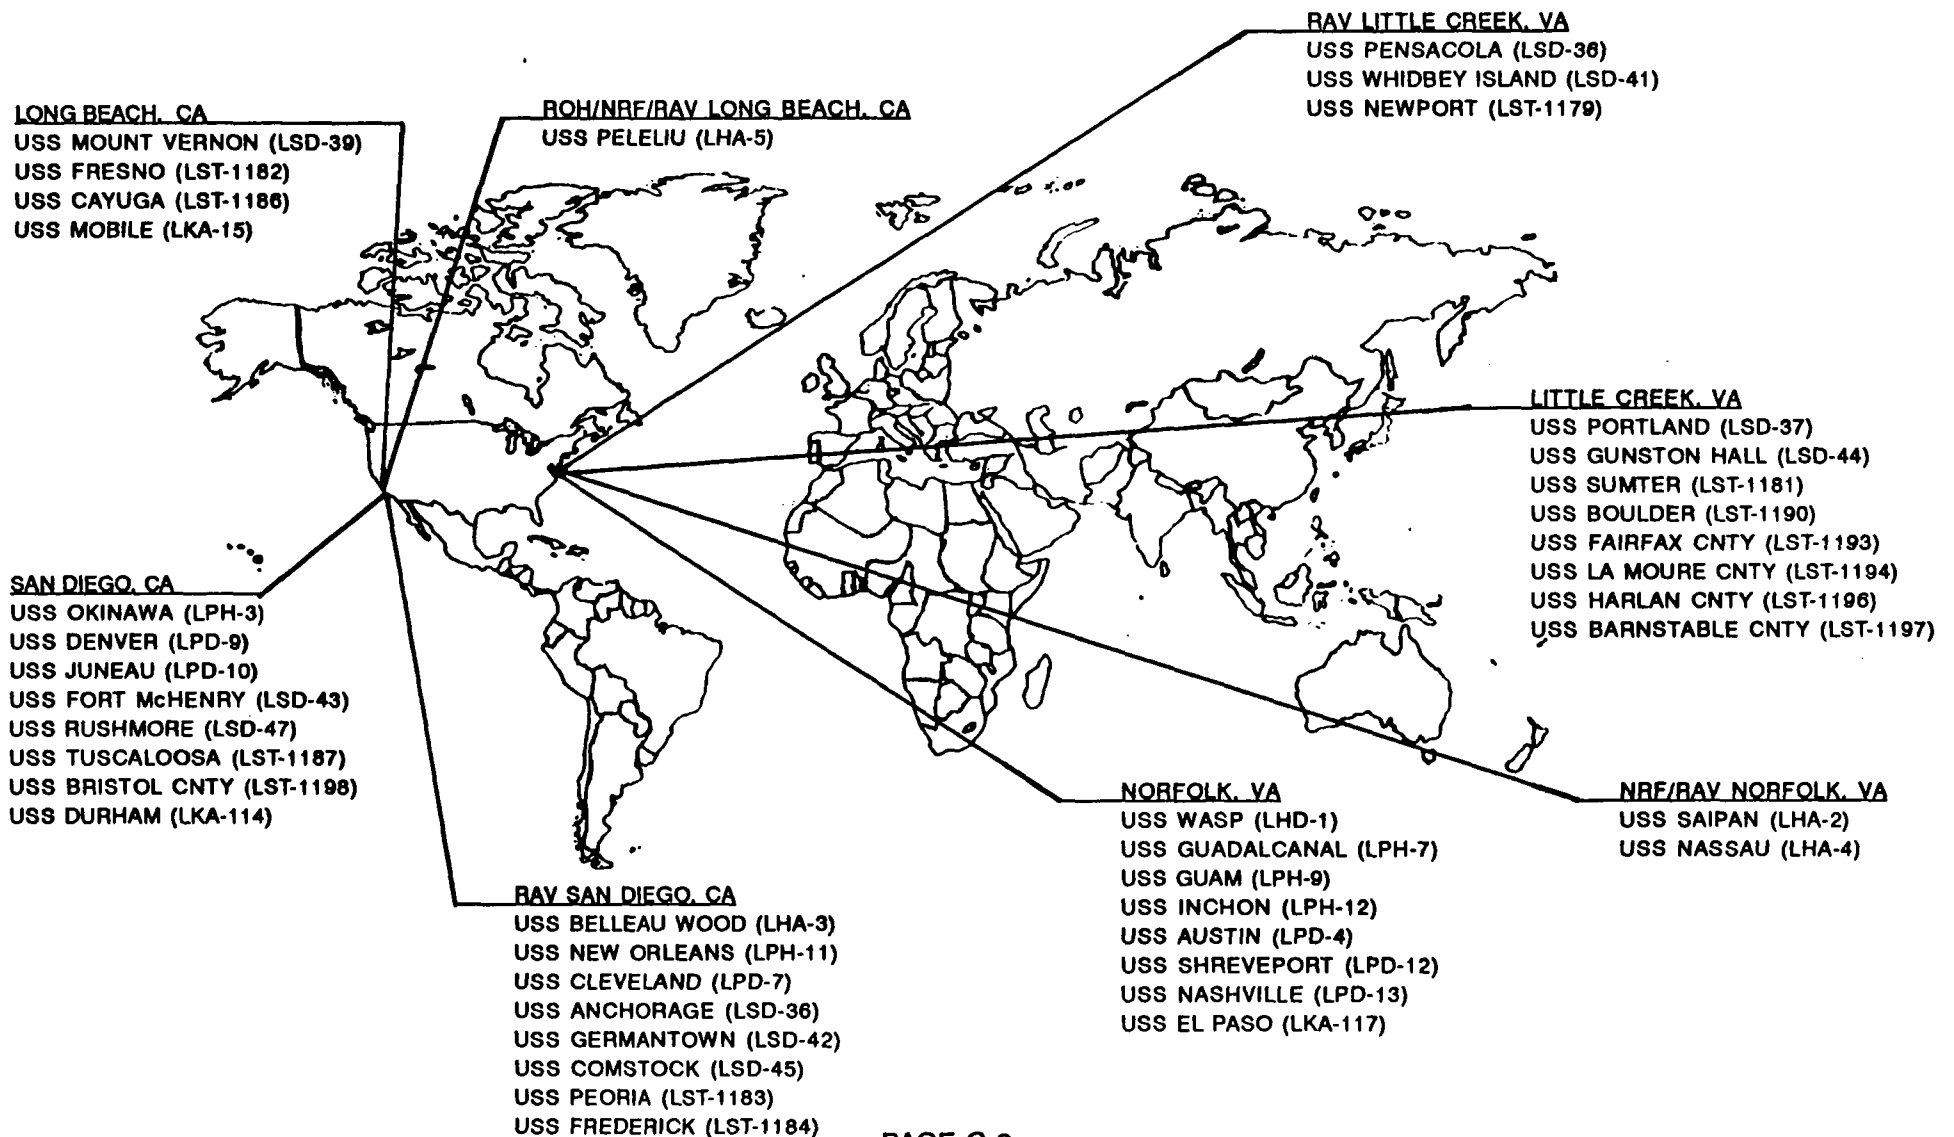 RAV LITTLE CREEK, VA
USS PENSACOLA (LSD-38)
USS WHIDBEY ISLAND (LSD-41)
USS NEWPORT (LST-1179)
LONG BEACH, CA
USS MOUNT VERNON (LSD-39)
USS FRESNO (LST-1182)
USS CAYUGA (LST-1186)
USS MOBILE (LKA-15)
ROH/NRF/RAV LONG BEACH, CA
USS PELELIU (LHA-5)
LITTLE CREEK, VA
USS PORTLAND (LSD-37)
USS GUNSTON HALL (LSD-44)
USS SUMTER (LST-1181)
USS BOULDER (LST-1190)
USS FAIRFAX CNTY (LST-1193)
USS LA MOURE CNTY (LST-1194)
USS HARLAN CNTY (LST-1196)
USS BARNSTABLE CNTY (LST-1197)
SAN DIEGO, CA
USS OKINAWA (LPH-3)
USS DENVER (LPD-9)
USS JUNEAU (LPD-10)
USS FORT McHENRY (LSD-43)
USS RUSHMORE (LSD-47)
USS TUSCALOOSA (LST-1187)
USS BRISTOL CNTY (LST-1198)
USS DURHAM (LKA-114)
NORFOLK, VA
USS WASP (LHD-1)
USS GUADALCANAL (LPH-7)
USS GUAM (LPH-9)
USS INCHON (LPH-12)
USS AUSTIN (LPD-4)
USS SHREVEPORT (LPD-12)
USS NASHVILLE (LPD-13)
USS EL PASO (LKA-117)
NRF/RAV NORFOLK, VA
USS SAIPAN (LHA-2)
USS NASSAU (LHA-4)
RAV SAN DIEGO, CA
USS BELLEAU WOOD (LHA-3)
USS NEW ORLEANS (LPH-11)
USS CLEVELAND (LPD-7)
USS ANCHORAGE (LSD-36)
USS GERMANTOWN (LSD-42)
USS COMSTOCK (LSD-45)
USS PEORIA (LST-1183)
USS FREDERICK (LST-1184)
PAGE